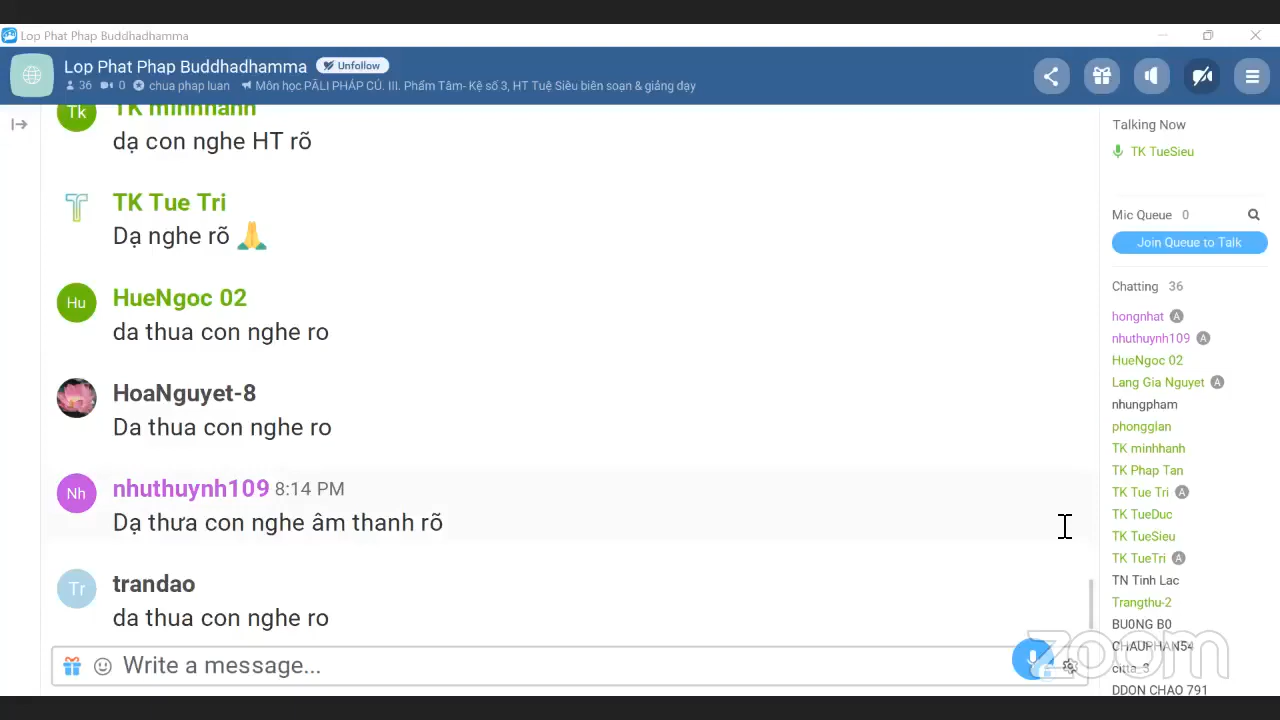 Lop Phat Phap Buddhadhamma
Lop Phat Phap Buddhadhamma Unfollow
36 0 chua phap luan Môn học PĀLI PHÁP CÚ. III. Phẩm Tâm- Kệ số 3, HT Tuệ Siêu biên soạn & giảng dạy
Tk TK minhhanh
dạ con nghe HT rõ
TK Tue Tri
Dạ nghe rõ 🙏
Hu HueNgoc 02
da thua con nghe ro
HoaNguyet-8
Da thua con nghe ro
Nh nhuthuynh109 8:14 PM
Dạ thưa con nghe âm thanh rõ
Tr trandao
da thua con nghe ro
Write a message...
Talking Now
TK TueSieu
Mic Queue 0
Join Queue to Talk
Chatting 36
hongnhat A
nhuthuynh109 A
HueNgoc 02
Lang Gia Nguyet A
nhungpham
phongglan
TK minhhanh
TK Phap Tan
TK Tue Tri A
TK TueDuc
TK TueSieu
TK TueTri A
TN Tinh Lac
Trangthu-2
BU0NG B0
CHAUPHAN54
citta_3
DDON CHAO 791
zoom